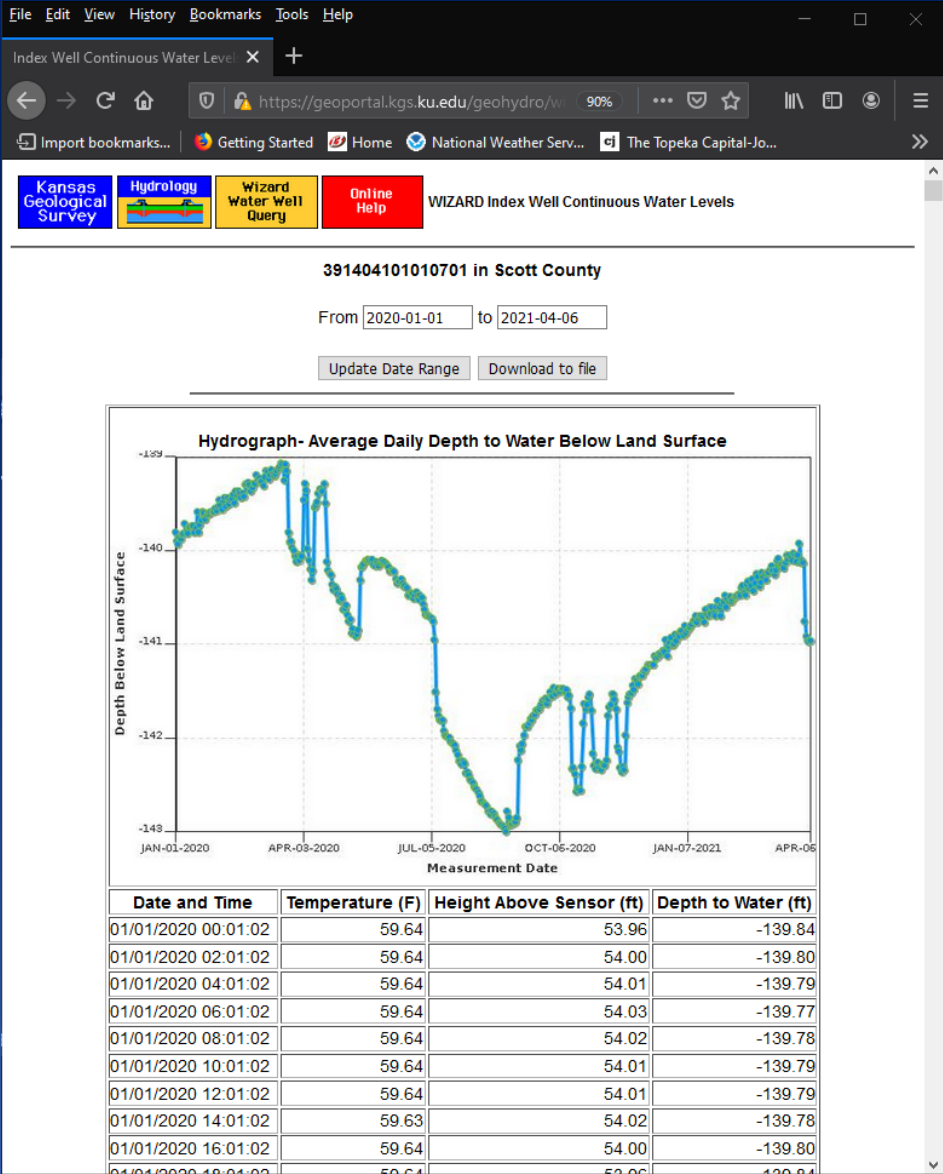 File Edit View History Bookmarks Tools Help
Index Well Continuous Water Level
https://geoportal.kgs.ku.edu/geohydro/wi 90%
Import bookmarks... Getting Started Home National Weather Serv... cj The Topeka Capital-Jo...
Kansas Geological Survey
Hydrology
Wizard Water Well Query
Online Help
WIZARD Index Well Continuous Water Levels
391404101010701 in Scott County
From 2020-01-01 to 2021-04-06
Update Date Range Download to file
Hydrograph- Average Daily Depth to Water Below Land Surface
-139
-140
-141
-142
-143
Depth Below Land Surface
JAN-01-2020 APR-03-2020 JUL-05-2020 OCT-06-2020 JAN-07-2021 APR-06
Measurement Date
Date and Time Temperature (F) Height Above Sensor (ft) Depth to Water (ft)
01/01/2020 00:01:02 59.64 53.96 -139.84
01/01/2020 02:01:02 59.64 54.00 -139.80
01/01/2020 04:01:02 59.64 54.01 -139.79
01/01/2020 06:01:02 59.64 54.03 -139.77
01/01/2020 08:01:02 59.64 54.02 -139.78
01/01/2020 10:01:02 59.64 54.01 -139.79
01/01/2020 12:01:02 59.64 54.01 -139.79
01/01/2020 14:01:02 59.63 54.02 -139.78
01/01/2020 16:01:02 59.64 54.00 -139.80